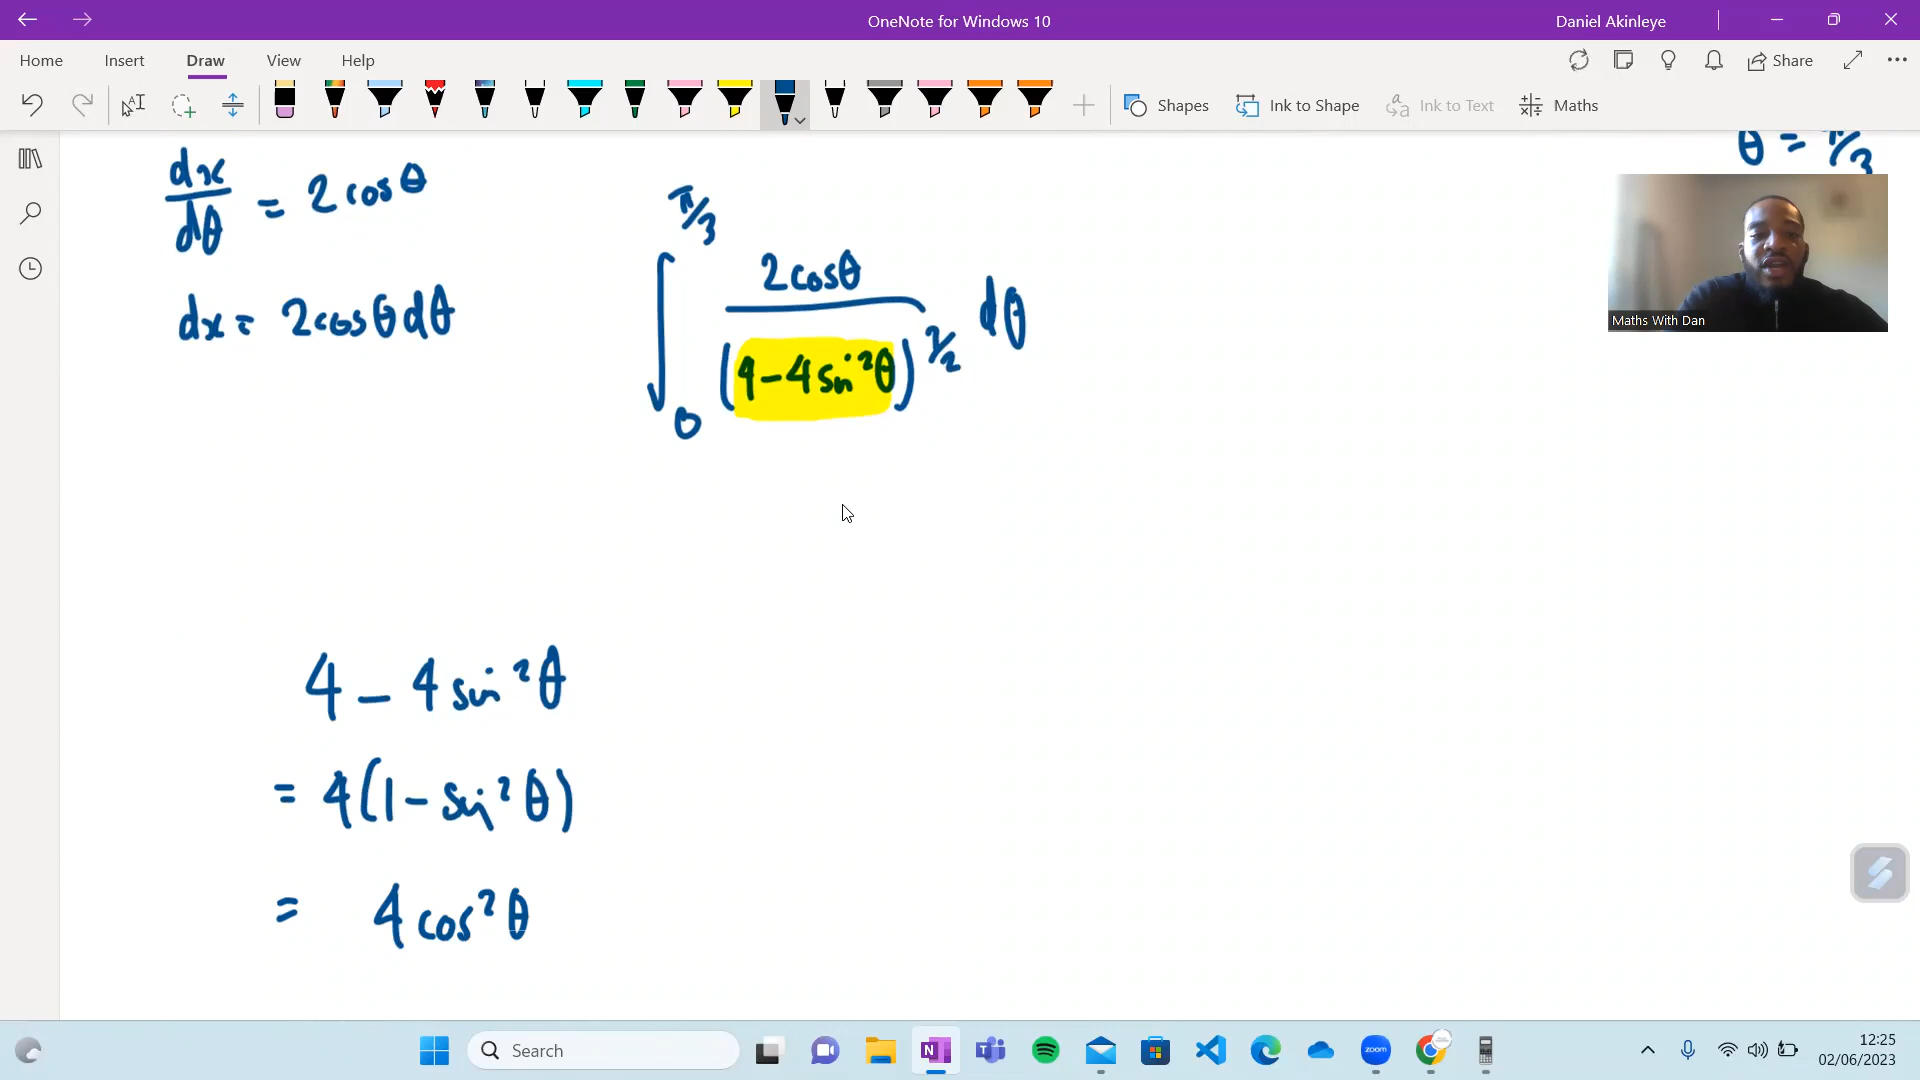 OneNote for Windows 10
Daniel Akinleye
Home Insert Draw View Help
Share
Shapes
Ink to Shape
Ink to Text
Maths
dx/dθ = 2cosθ
dx = 2cosθdθ
∫ π/3 0 2cosθ / (4-4sin²θ)^3/2 dθ
θ = π/3
Maths With Dan
4 - 4sin²θ
= 4(1-sin²θ)
= 4cos²θ
Search
zoom
12:25
02/06/2023